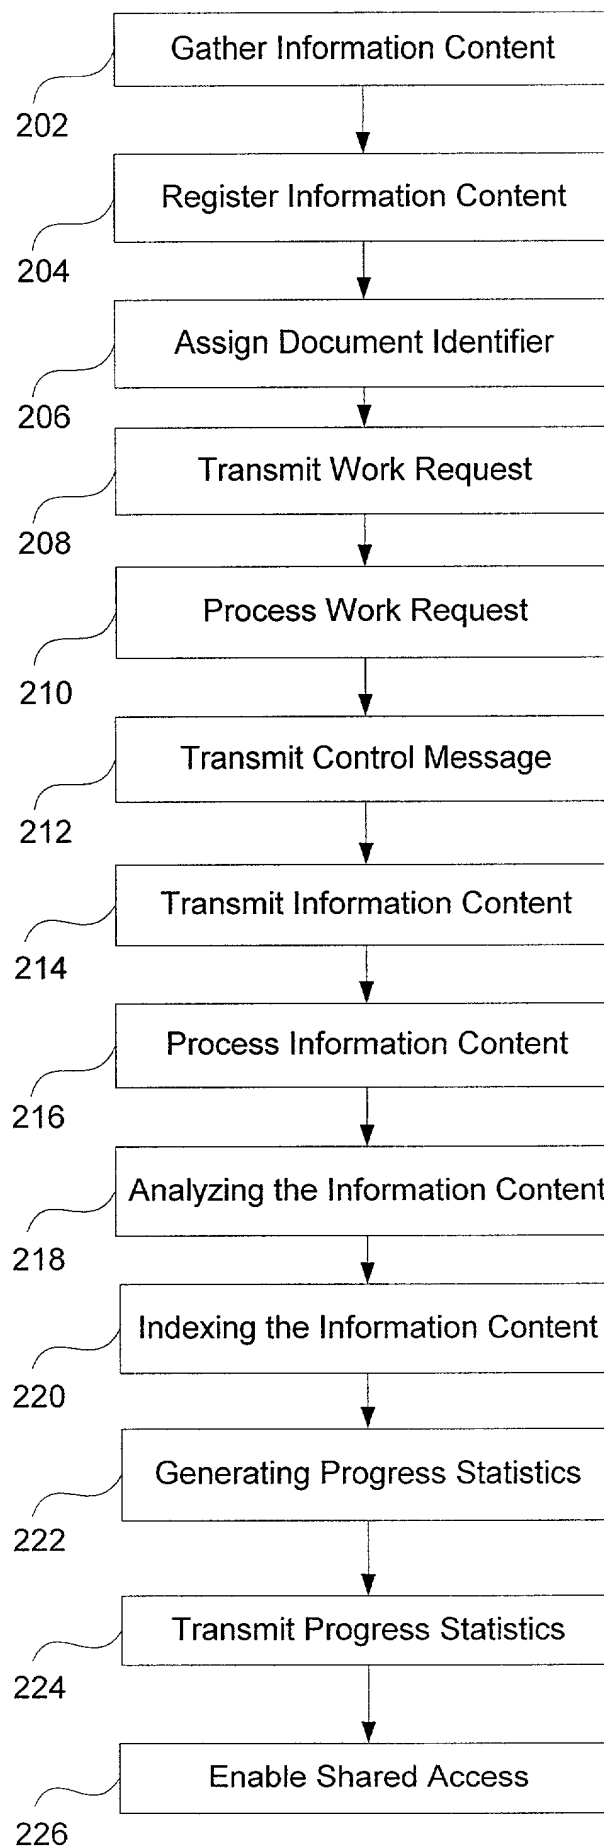 Gather Information Content
202
Register Information Content
204
Assign Document Identifier
206
Transmit Work Request
208
Process Work Request
210
Transmit Control Message
212
Transmit Information Content
214
Process Information Content
216
Analyzing the Information Content
218
Indexing the Information Content
220
Generating Progress Statistics
222
Transmit Progress Statistics
224
Enable Shared Access
226